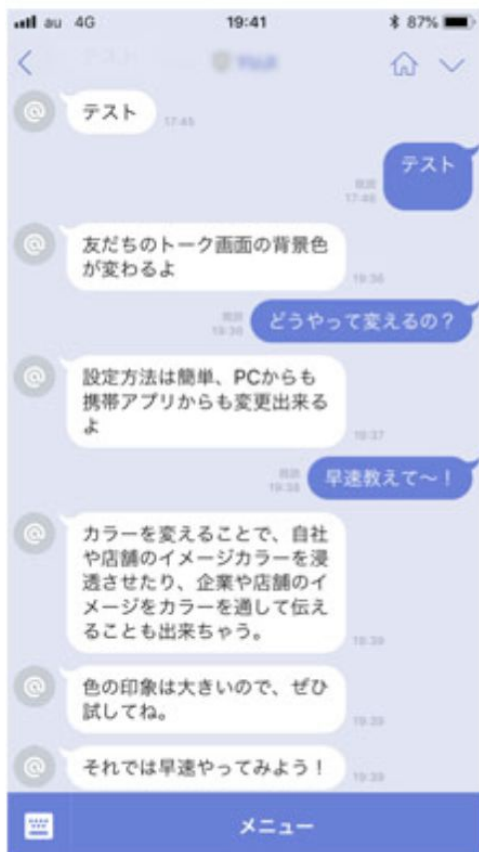 au 4G 19:41 87%
テスト
17:45
テスト
既読
17:46
友だちのトーク画面の背景色
が変わるよ
19:36
どうやって変えるの？
既読
19:36
設定方法は簡単、PCからも
携帯アプリからも変更出来る
よ
19:37
早速教えて〜！
既読
19:38
カラーを変えることで、自社
や店舗のイメージカラーを浸
透させたり、企業や店舗のイ
メージをカラーを通して伝え
ることも出来ちゃう。
19:39
色の印象は大きいので、ぜひ
試してね。
19:39
それでは早速やってみよう！
19:39
メニュー